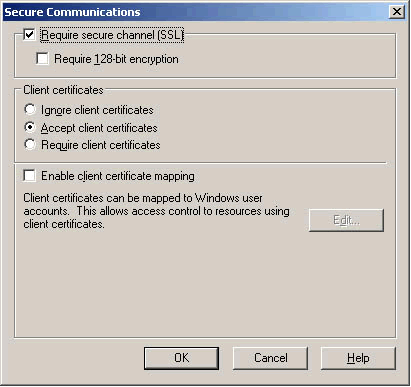 Secure Communications
Require secure channel (SSL)
Require 128-bit encryption
Client certificates
Ignore client certificates
Accept client certificates
Require client certificates
Enable client certificate mapping
Client certificates can be mapped to Windows user
accounts. This allows access control to resources using
client certificates.
Edit...
OK
Cancel
Help